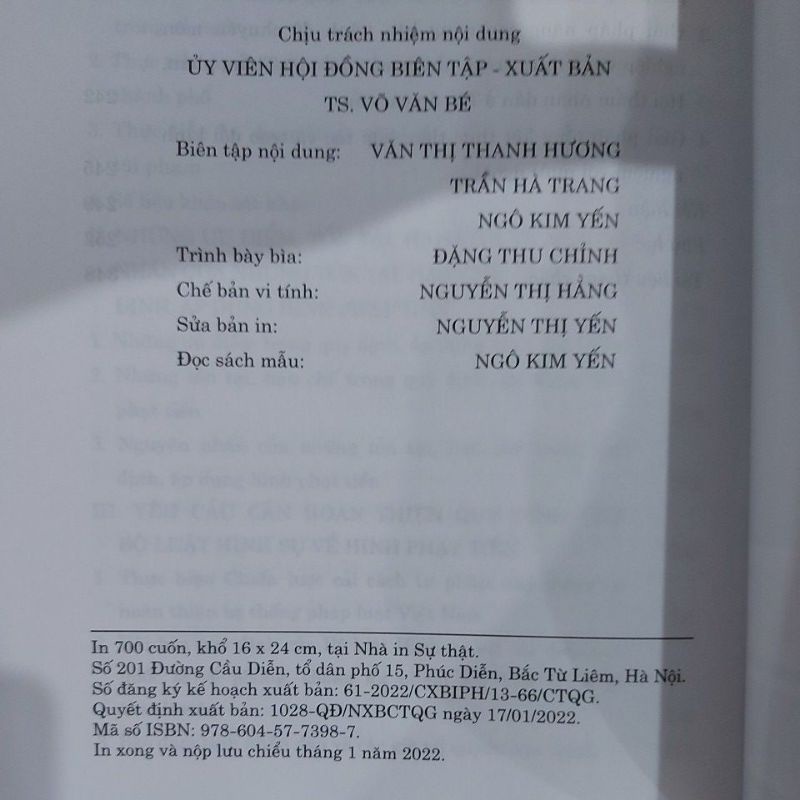 Chịu trách nhiệm nội dung
ỦY VIÊN HỘI ĐỒNG BIÊN TẬP - XUẤT BẢN
TS. VÕ VĂN BÉ
Biên tập nội dung: VĂN THỊ THANH HƯƠNG
TRẦN HÀ TRANG
NGÔ KIM YẾN
Trình bày bìa: ĐẶNG THU CHỈNH
Chế bản vi tính: NGUYỄN THỊ HẰNG
Sửa bản in: NGUYỄN THỊ YẾN
Đọc sách mẫu: NGÔ KIM YẾN
In 700 cuốn, khổ 16 x 24 cm, tại Nhà in Sự thật.
Số 201 Đường Cầu Diễn, tổ dân phố 15, Phúc Diễn, Bắc Từ Liêm, Hà Nội.
Số đăng ký kế hoạch xuất bản: 61-2022/CXBIPH/13-66/CTQG.
Quyết định xuất bản: 1028-QĐ/NXBCTQG ngày 17/01/2022.
Mã số ISBN: 978-604-57-7398-7.
In xong và nộp lưu chiểu tháng 1 năm 2022.